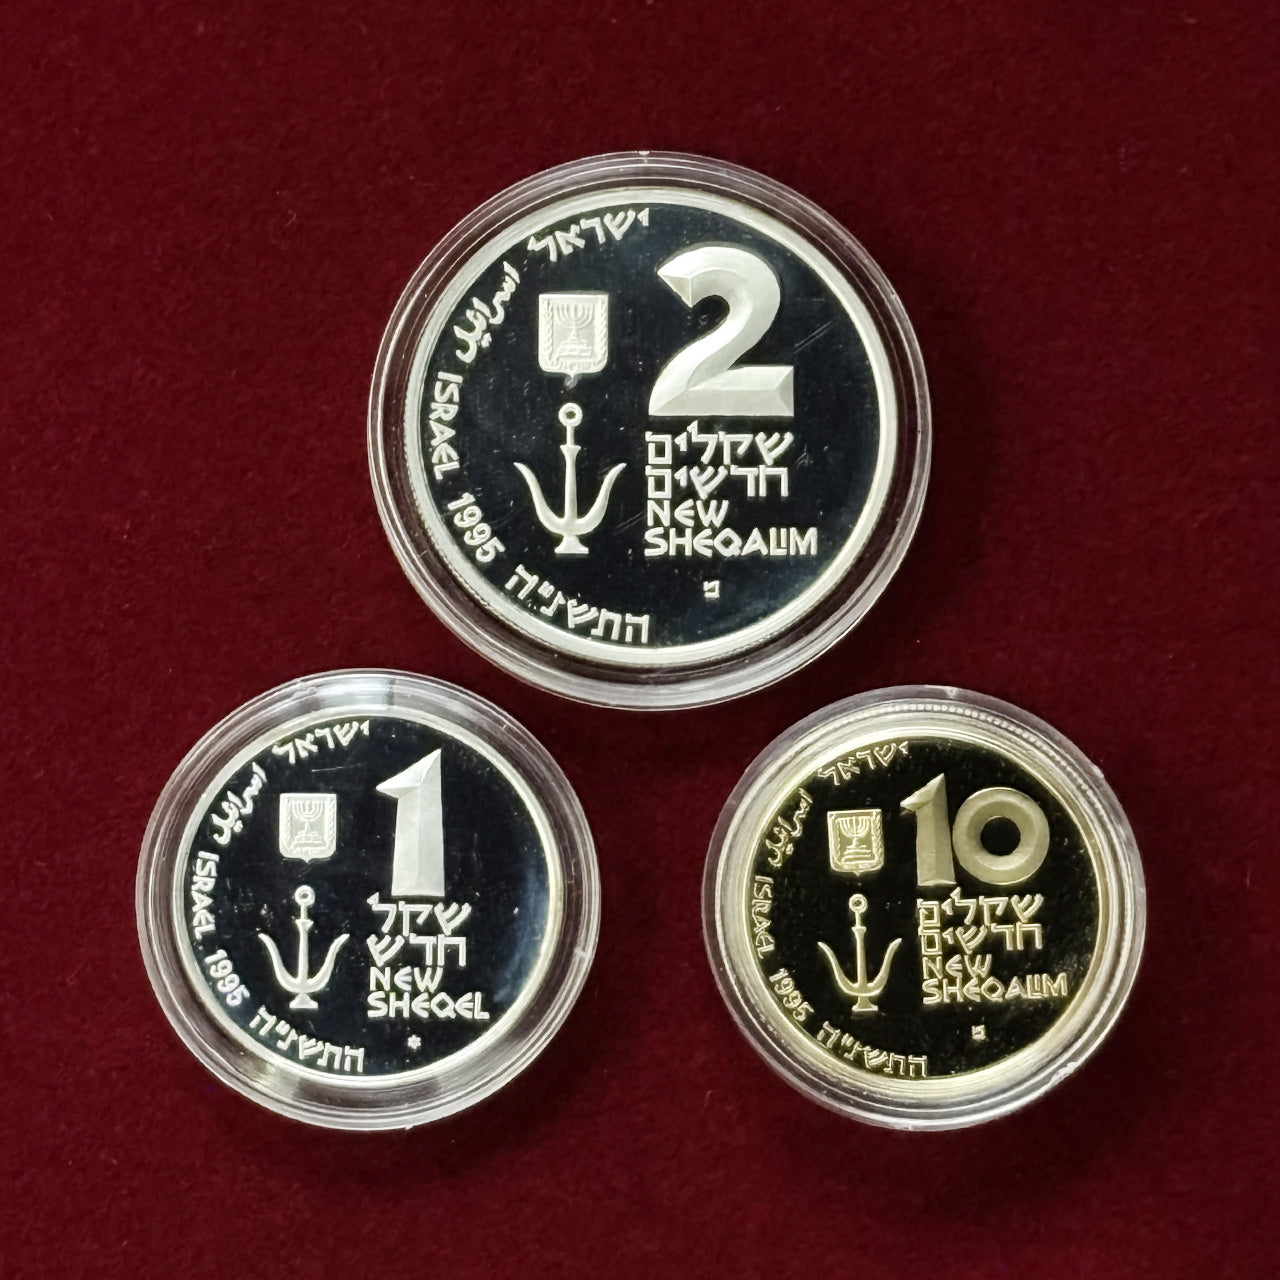 ישראל
اسرائيل
ISRAEL 1995
התשנ״ה
2
שקלים
חדשים
NEW
SHEQALIM
מ
ישראל
اسرائيل
ISRAEL 1995
התשנ״ה
1
שקל
חדש
NEW
SHEQEL
*
ישראל
اسرائيل
ISRAEL 1995
התשנ״ה
10
שקלים
חדשים
NEW
SHEQALIM
מ